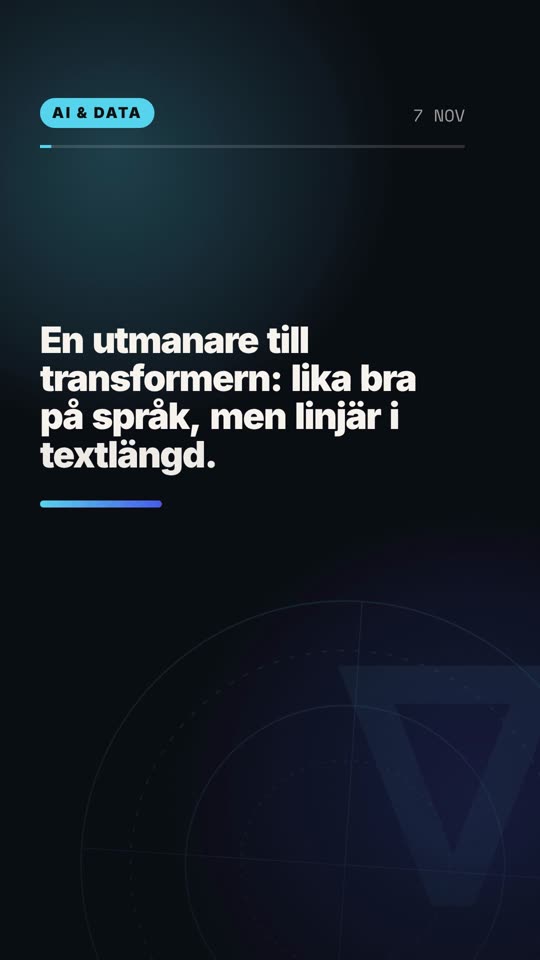 AI & DATA
7 NOV
En utmanare till
transformern: lika bra
på språk, men linjär i
textlängd.